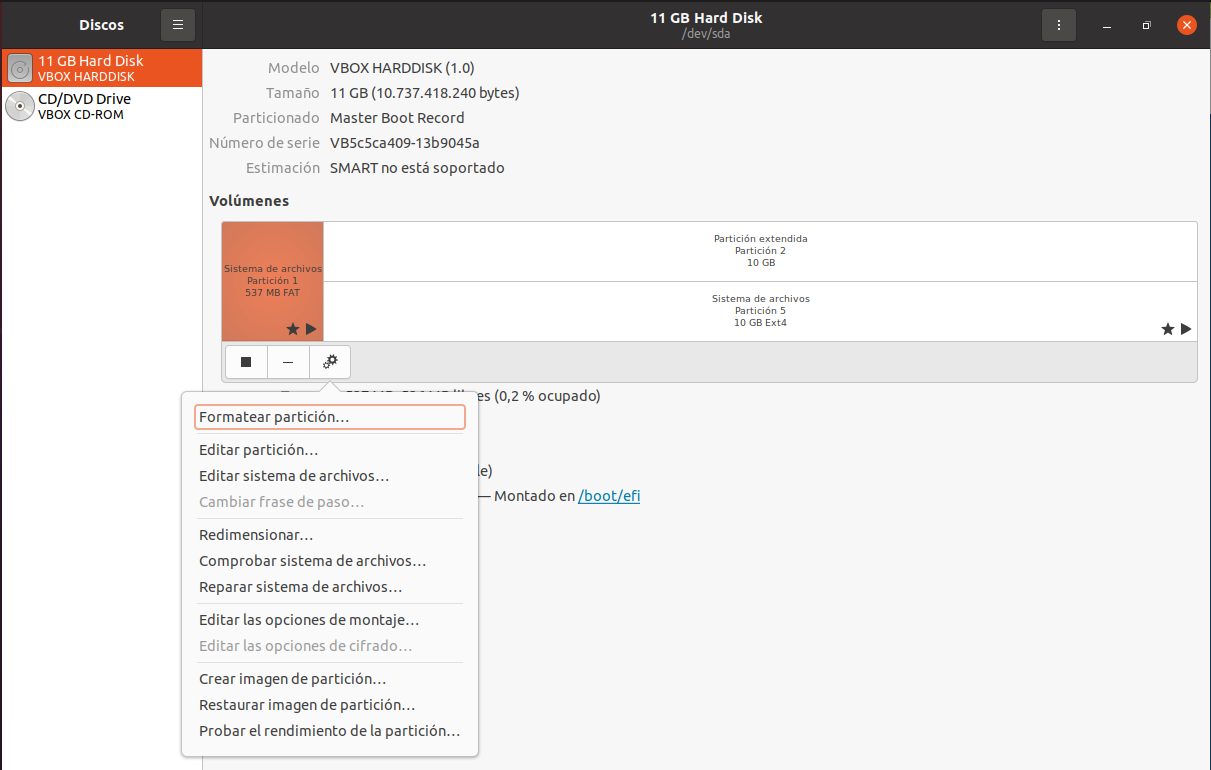 Discos
11 GB Hard Disk
/dev/sda
11 GB Hard Disk
VBOX HARDDISK
CD/DVD Drive
VBOX CD-ROM
Modelo VBOX HARDDISK (1.0)
Tamaño 11 GB (10.737.418.240 bytes)
Particionado Master Boot Record
Número de serie VB5c5ca409-13b9045a
Estimación SMART no está soportado
Volúmenes
Sistema de archivos
Partición 1
537 MB FAT
Partición extendida
Partición 2
10 GB
Sistema de archivos
Partición 5
10 GB Ext4
(0,2 % ocupado)
— Montado en /boot/efi
Formatear partición...
Editar partición...
Editar sistema de archivos...
Cambiar frase de paso...
Redimensionar...
Comprobar sistema de archivos...
Reparar sistema de archivos...
Editar las opciones de montaje...
Editar las opciones de cifrado...
Crear imagen de partición...
Restaurar imagen de partición...
Probar el rendimiento de la partición...